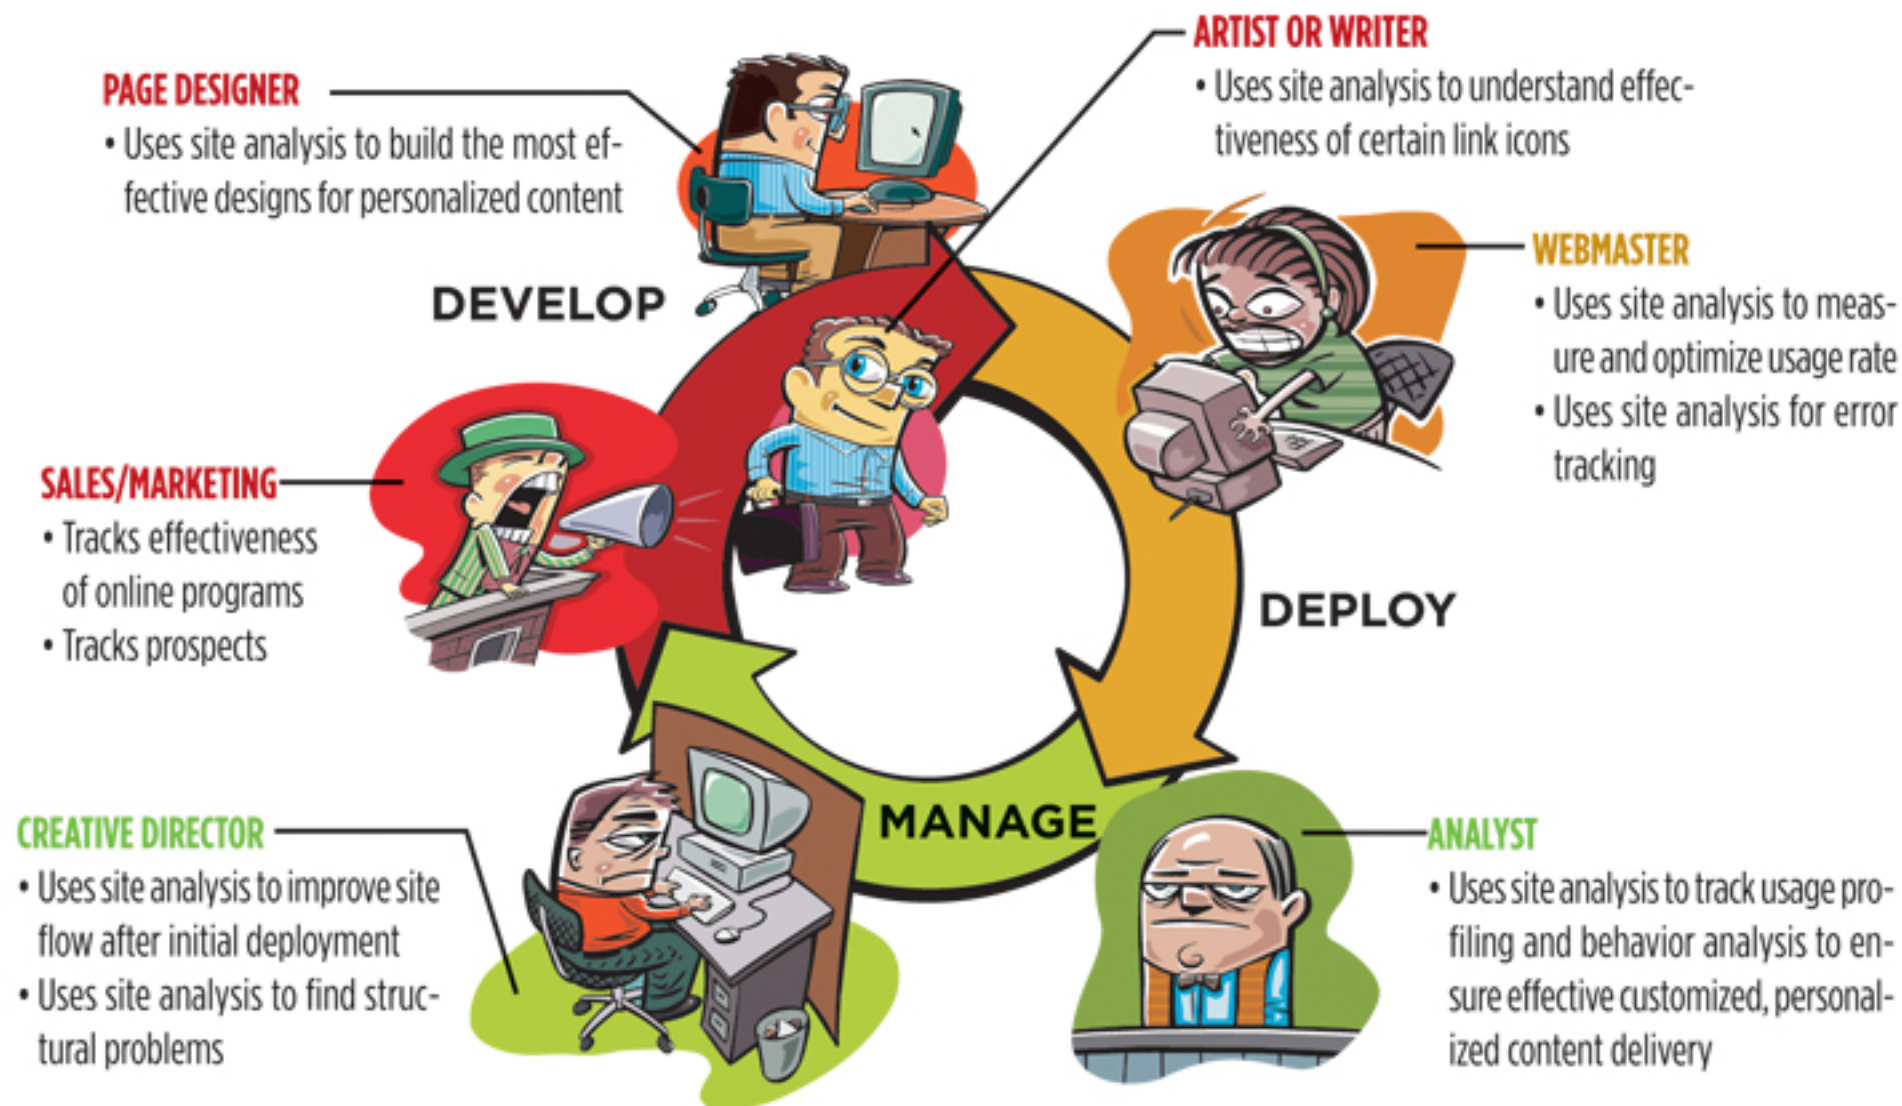 PAGE DESIGNER
• Uses site analysis to build the most ef-
fective designs for personalized content
ARTIST OR WRITER
• Uses site analysis to understand effec-
tiveness of certain link icons
WEBMASTER
• Uses site analysis to meas-
ure and optimize usage rate
• Uses site analysis for error
tracking
DEVELOP
SALES/MARKETING
• Tracks effectiveness
of online programs
• Tracks prospects
DEPLOY
MANAGE
CREATIVE DIRECTOR
• Uses site analysis to improve site
flow after initial deployment
• Uses site analysis to find struc-
tural problems
ANALYST
• Uses site analysis to track usage pro-
filing and behavior analysis to en-
sure effective customized, personal-
ized content delivery